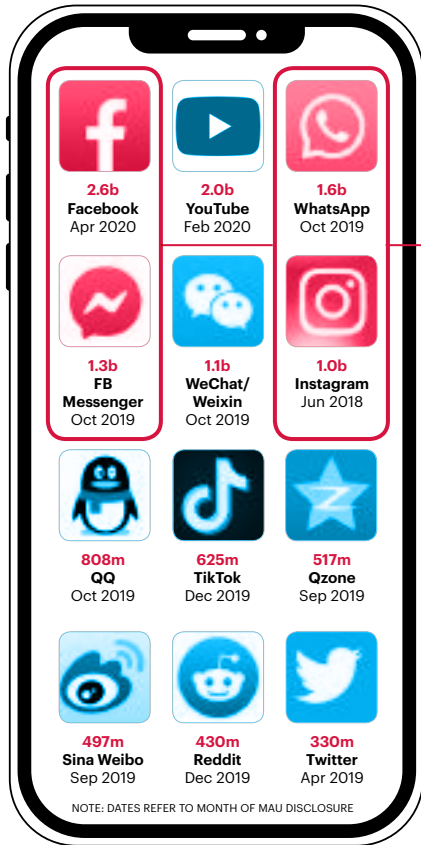 2.6b
Facebook
Apr 2020
2.0b
YouTube
Feb 2020
1.6b
WhatsApp
Oct 2019
1.3b
FB
Messenger
Oct 2019
1.1b
WeChat/
Weixin
Oct 2019
1.0b
Instagram
Jun 2018
808m
QQ
Oct 2019
625m
TikTok
Dec 2019
517m
Qzone
Sep 2019
497m
Sina Weibo
Sep 2019
430m
Reddit
Dec 2019
330m
Twitter
Apr 2019
NOTE: DATES REFER TO MONTH OF MAU DISCLOSURE